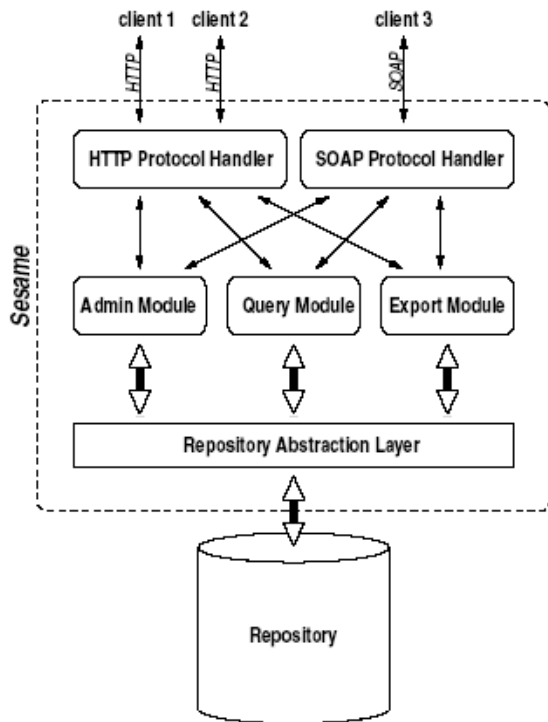 client 1 client 2 client 3
HTTP HTTP SOAP
HTTP Protocol Handler SOAP Protocol Handler
Sesame
Admin Module Query Module Export Module
Repository Abstraction Layer
Repository